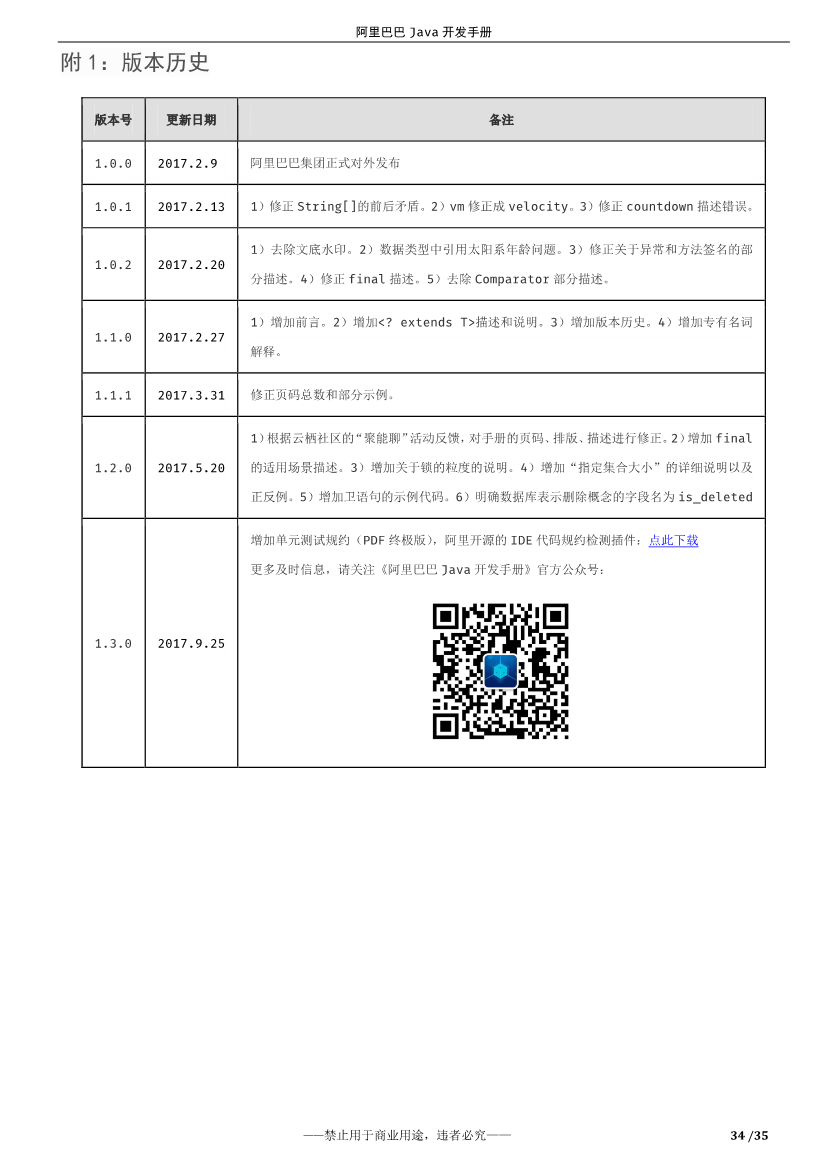 阿里巴巴 Java 开发手册
附 1：版本历史
版本号 更新日期 备注
1.0.0 2017.2.9 阿里巴巴集团正式对外发布
1.0.1 2017.2.13 1）修正 String[]的前后矛盾。2）vm 修正成 velocity。3）修正 countdown 描述错误。
1.0.2 2017.2.20 1）去除文底水印。2）数据类型中引用太阳系年龄问题。3）修正关于异常和方法签名的部
分描述。4）修正 final 描述。5）去除 Comparator 部分描述。
1.1.0 2017.2.27 1）增加前言。2）增加<? extends T>描述和说明。3）增加版本历史。4）增加专有名词
解释。
1.1.1 2017.3.31 修正页码总数和部分示例。
1.2.0 2017.5.20 1）根据云栖社区的“聚能聊”活动反馈，对手册的页码、排版、描述进行修正。2）增加 final
的适用场景描述。3）增加关于锁的粒度的说明。4）增加“指定集合大小”的详细说明以及
正反例。5）增加卫语句的示例代码。6）明确数据库表示删除概念的字段名为 is_deleted
1.3.0 2017.9.25 增加单元测试规约（PDF 终极版），阿里开源的 IDE 代码规约检测插件：点此下载
更多及时信息，请关注《阿里巴巴 Java 开发手册》官方公众号：
——禁止用于商业用途，违者必究——
34 /35